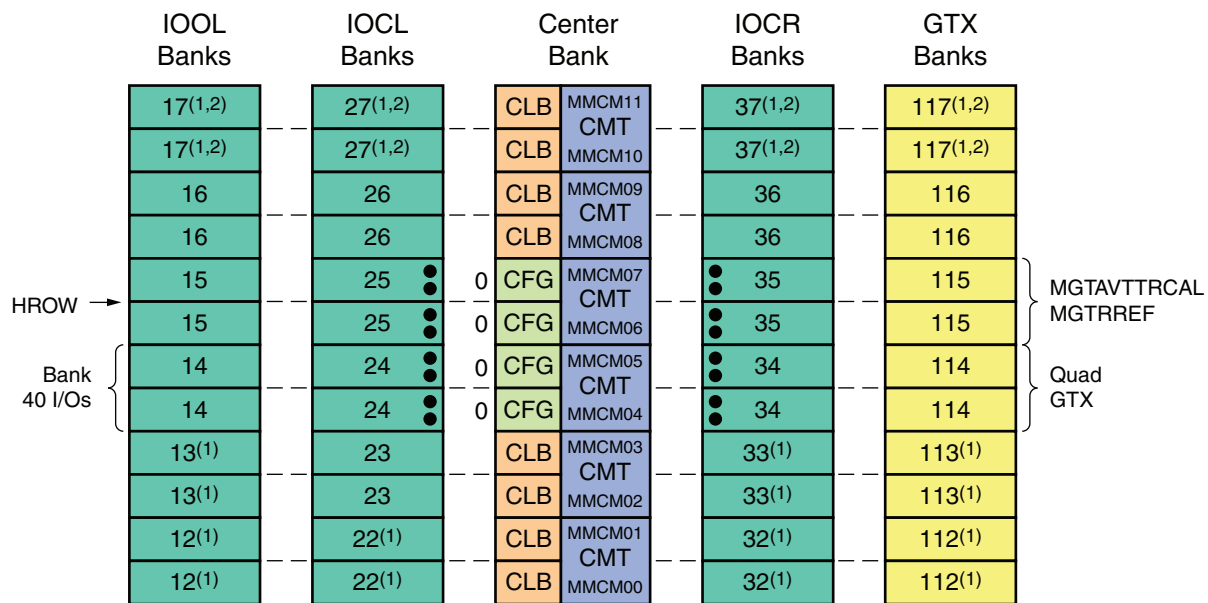 IOOL Banks IOCL Banks Center Bank IOCR Banks GTX Banks
17(1,2) 27(1,2) CLB MMCM11 37(1,2) 117(1,2)
CMT
17(1,2) 27(1,2) CLB MMCM10 37(1,2) 117(1,2)
16 26 CLB MMCM09 36 116
CMT
16 26 CLB MMCM08 36 116
15 25 0 CFG MMCM07 35 115
HROW CMT MGTAVTTRCAL MGTRREF
15 25 0 CFG MMCM06 35 115
14 24 0 CFG MMCM05 34 114
Bank 40 I/Os CMT Quad GTX
14 24 0 CFG MMCM04 34 114
13(1) 23 CLB MMCM03 33(1) 113(1)
CMT
13(1) 23 CLB MMCM02 33(1) 113(1)
12(1) 22(1) CLB MMCM01 32(1) 112(1)
CMT
12(1) 22(1) CLB MMCM00 32(1) 112(1)